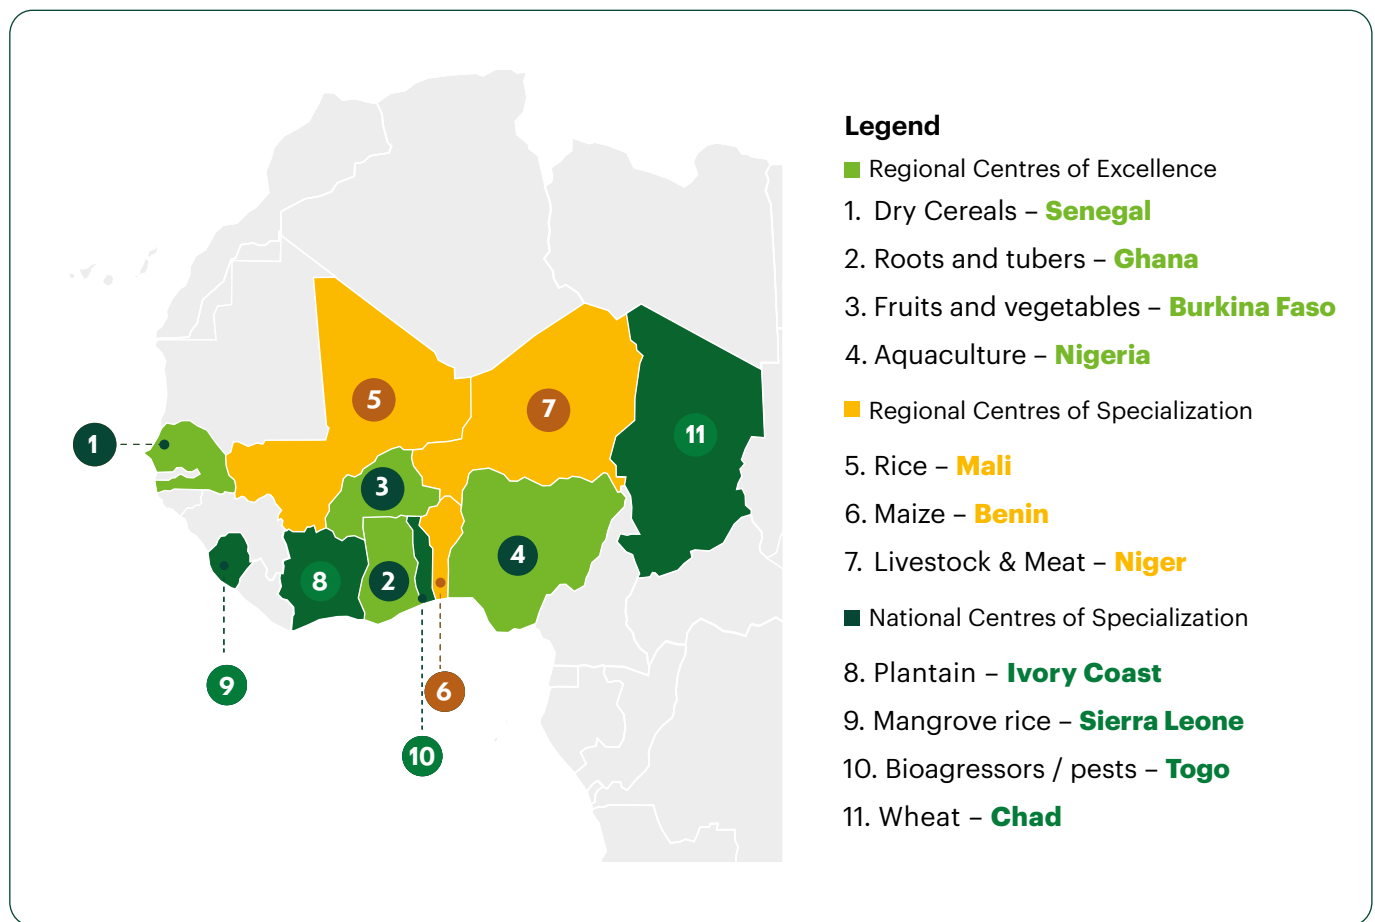 Legend
Regional Centres of Excellence
1. Dry Cereals – Senegal
2. Roots and tubers – Ghana
3. Fruits and vegetables – Burkina Faso
4. Aquaculture – Nigeria
Regional Centres of Specialization
5. Rice – Mali
6. Maize – Benin
7. Livestock & Meat – Niger
National Centres of Specialization
8. Plantain – Ivory Coast
9. Mangrove rice – Sierra Leone
10. Bioagressors / pests – Togo
11. Wheat – Chad
5
7
11
1
3
4
8
2
9
6
10